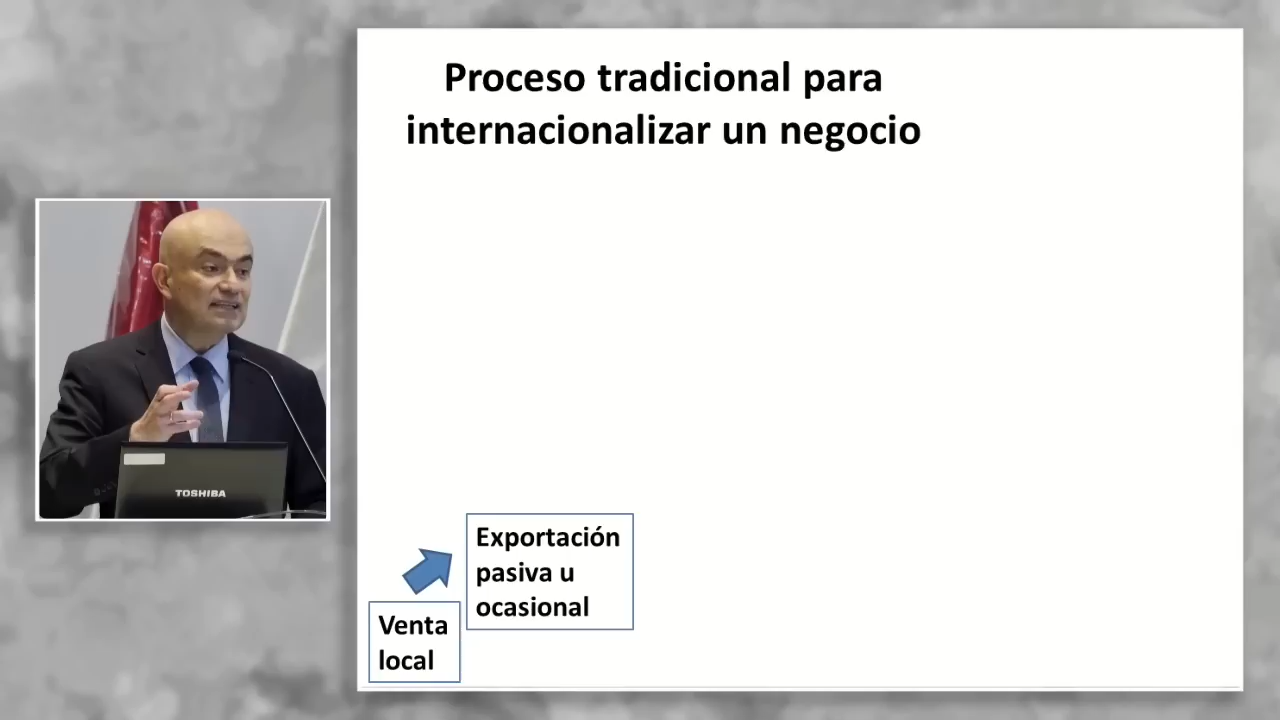 Proceso tradicional para
internacionalizar un negocio
Exportación
pasiva u
ocasional
Venta
local
TOSHIBA